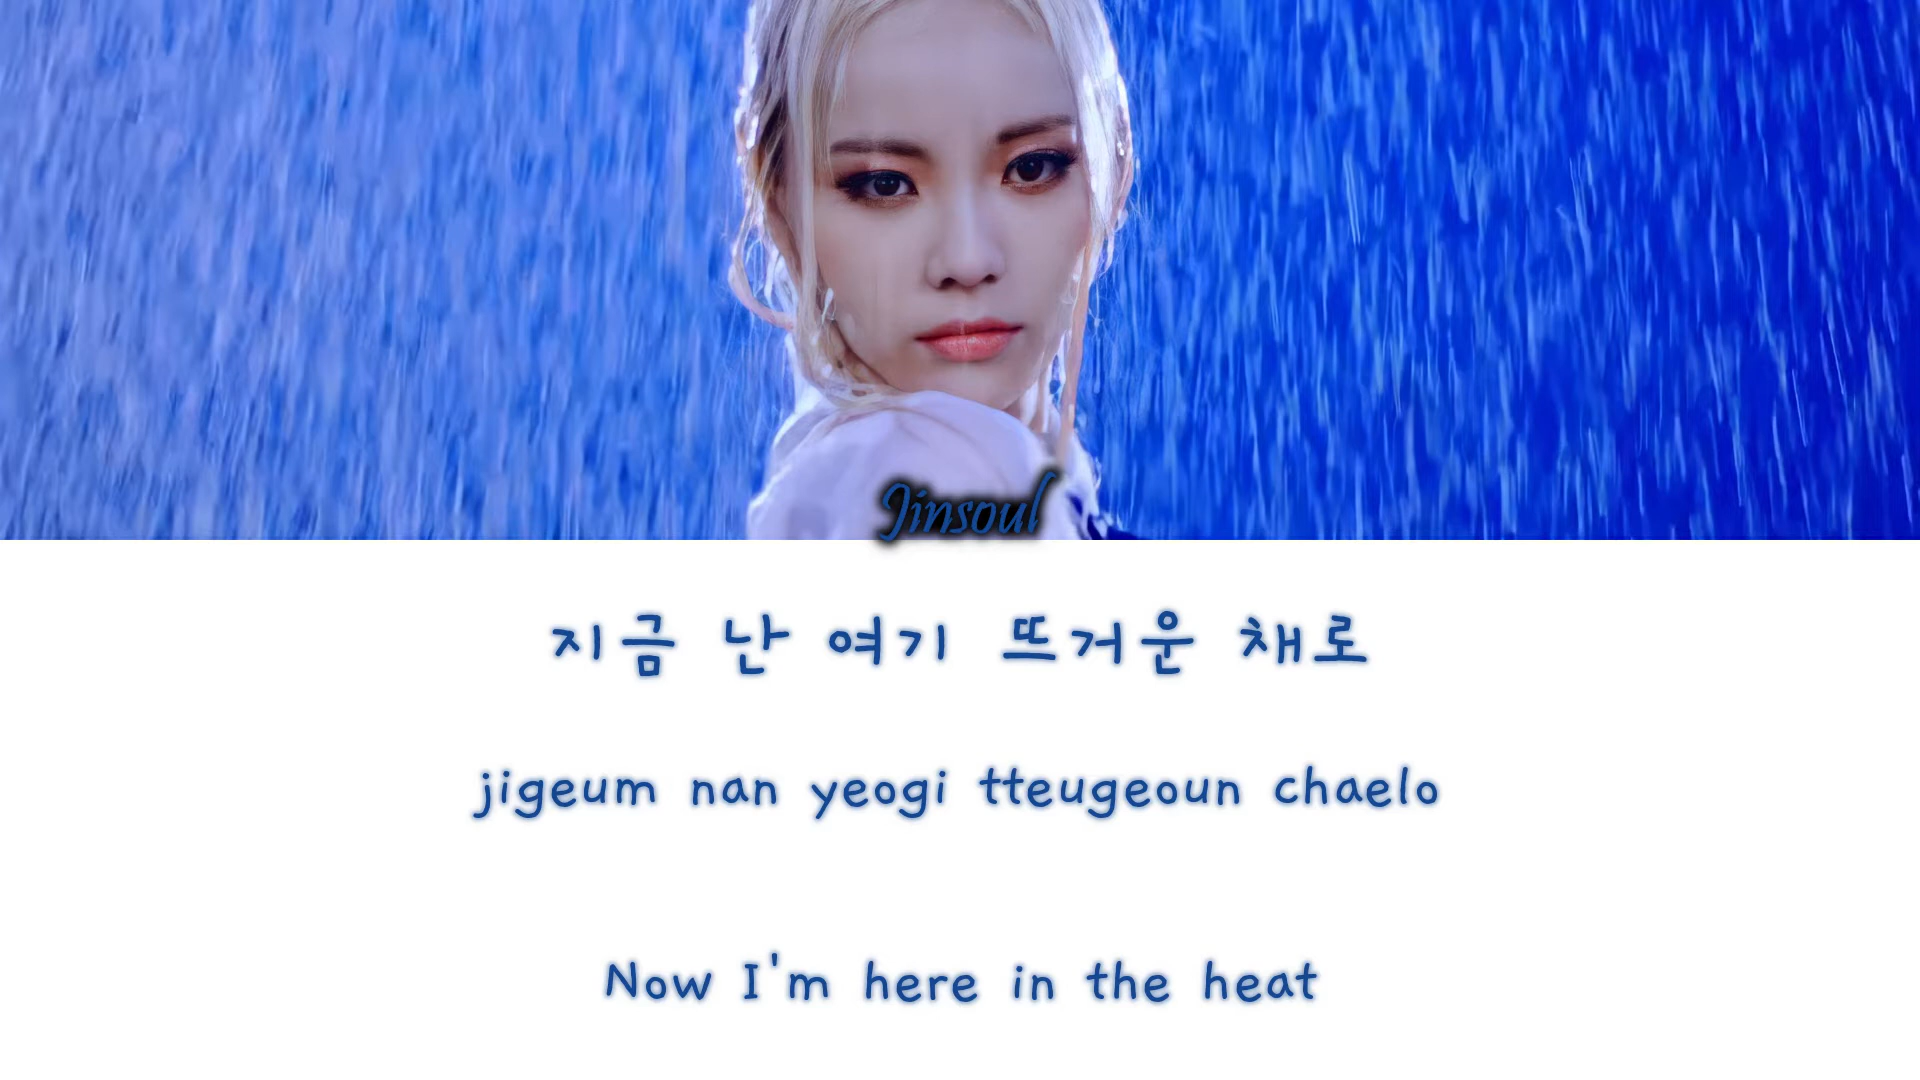 Jinsoul
지금 난 여기 뜨거운 채로
jigeum nan yeogi tteugeoun chaelo
Now I'm here in the heat